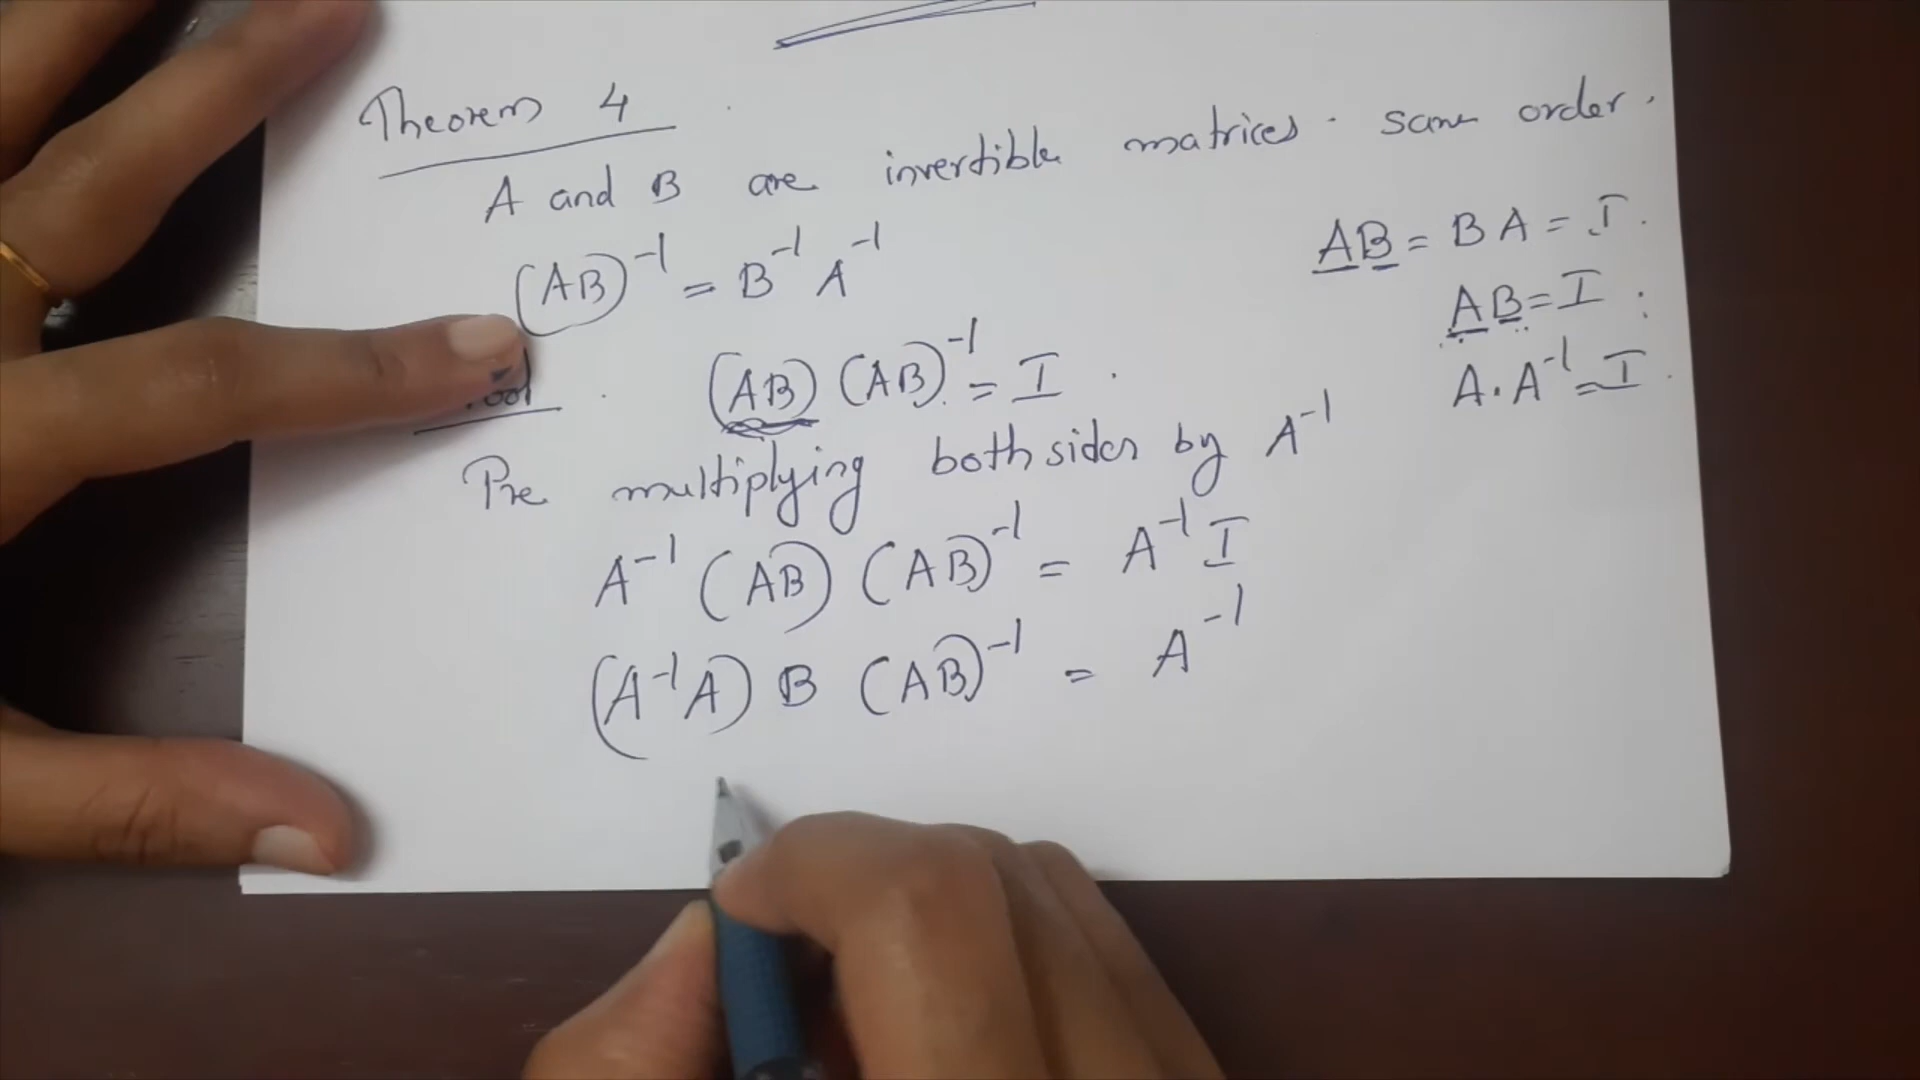 Theorem 4
A and B are invertible matrices. same order.
(AB)⁻¹ = B⁻¹ A⁻¹
AB = BA = I.
AB = I :
A.A⁻¹ = I.
(AB) (AB)⁻¹ = I .
Pre multiplying both sides by A⁻¹
A⁻¹ (AB) (AB)⁻¹ = A⁻¹ I
(A⁻¹A) B (AB)⁻¹ = A⁻¹